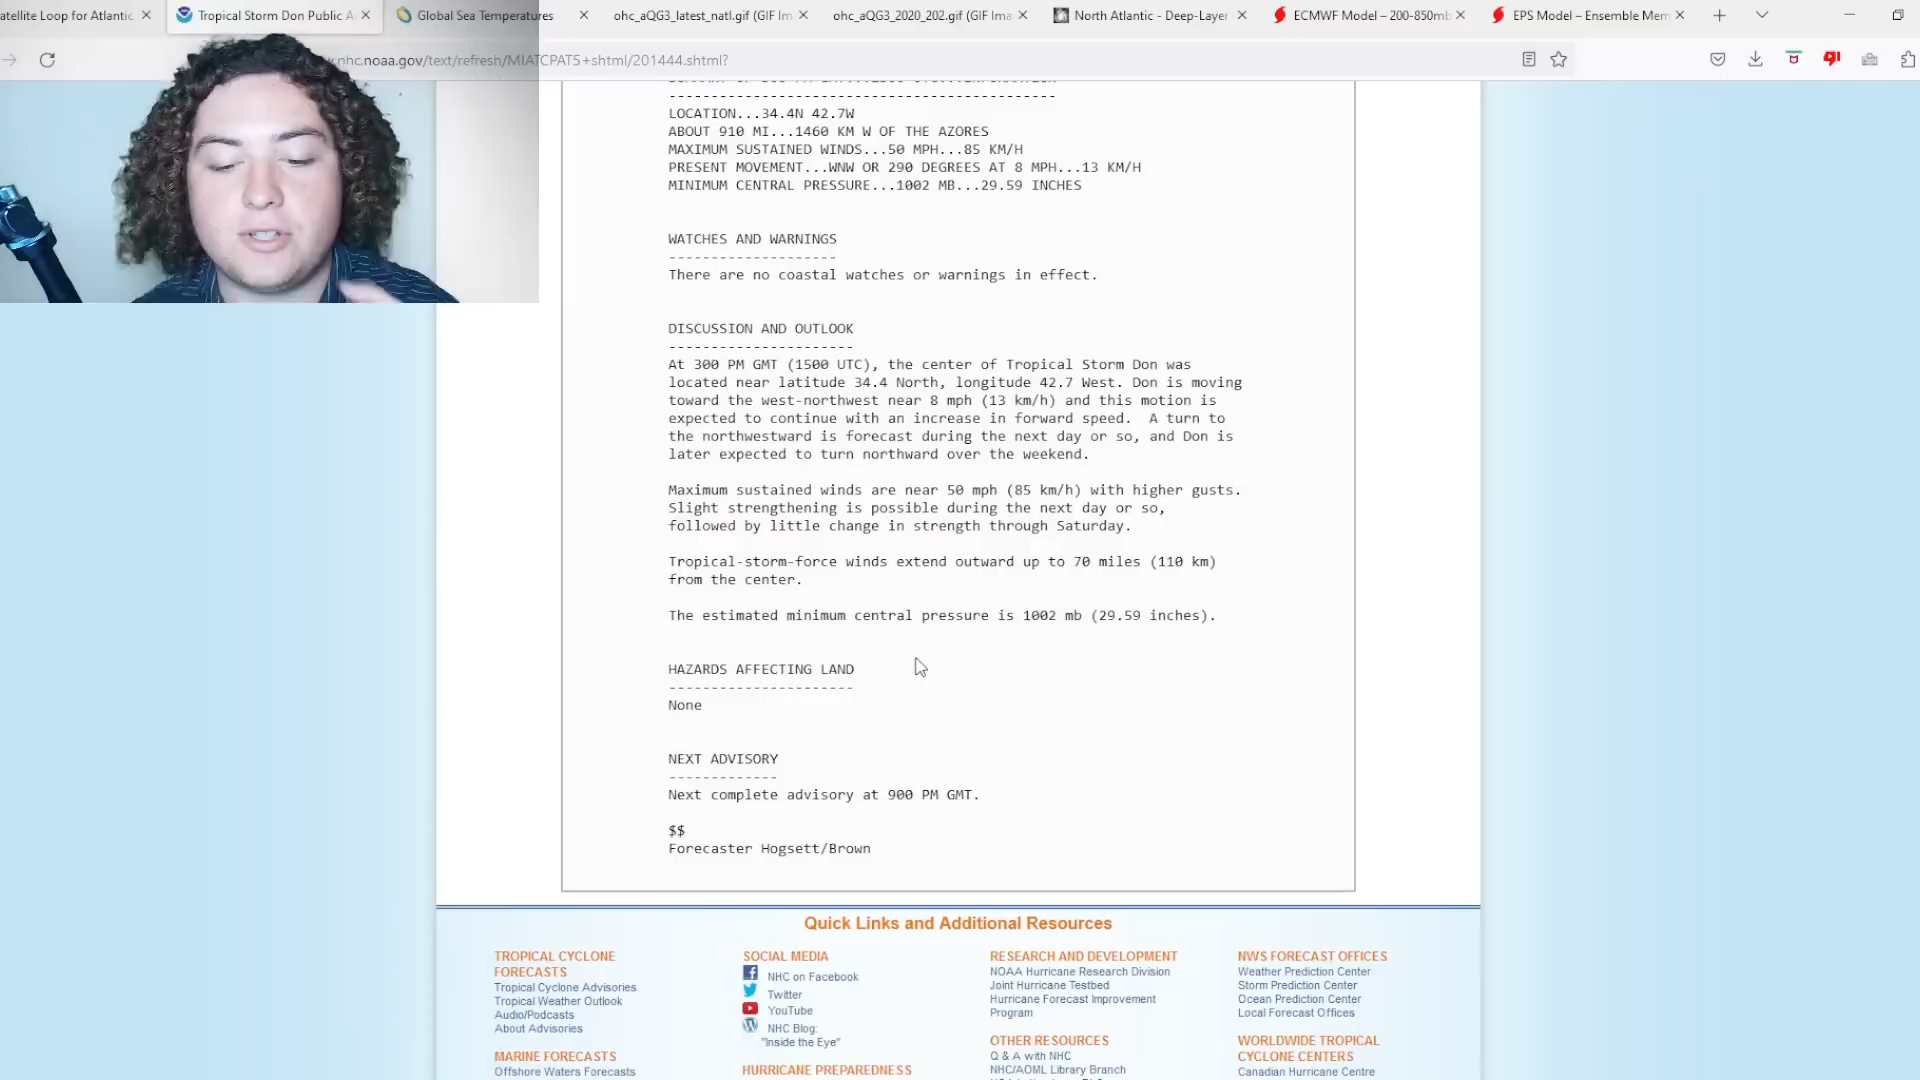 atellite Loop for Atlantic
Tropical Storm Don Public A
Global Sea Temperatures
ohc_aQG3_latest_natl.gif (GIF Im
ohc_aQG3_2020_202.gif (GIF Ima
North Atlantic - Deep-Layer
ECMWF Model – 200-850mb
EPS Model – Ensemble Mem
nhc.noaa.gov/text/refresh/MIATCPAT5+shtml/201444.shtml?
LOCATION...34.4N 42.7W
ABOUT 910 MI...1460 KM W OF THE AZORES
MAXIMUM SUSTAINED WINDS...50 MPH...85 KM/H
PRESENT MOVEMENT...WNW OR 290 DEGREES AT 8 MPH...13 KM/H
MINIMUM CENTRAL PRESSURE...1002 MB...29.59 INCHES
WATCHES AND WARNINGS
--------------------
There are no coastal watches or warnings in effect.
DISCUSSION AND OUTLOOK
----------------------
At 300 PM GMT (1500 UTC), the center of Tropical Storm Don was
located near latitude 34.4 North, longitude 42.7 West. Don is moving
toward the west-northwest near 8 mph (13 km/h) and this motion is
expected to continue with an increase in forward speed.  A turn to
the northwestward is forecast during the next day or so, and Don is
later expected to turn northward over the weekend.
Maximum sustained winds are near 50 mph (85 km/h) with higher gusts.
Slight strengthening is possible during the next day or so,
followed by little change in strength through Saturday.
Tropical-storm-force winds extend outward up to 70 miles (110 km)
from the center.
The estimated minimum central pressure is 1002 mb (29.59 inches).
HAZARDS AFFECTING LAND
----------------------
None
NEXT ADVISORY
-------------
Next complete advisory at 900 PM GMT.
$$
Forecaster Hogsett/Brown
Quick Links and Additional Resources
TROPICAL CYCLONE
FORECASTS
Tropical Cyclone Advisories
Tropical Weather Outlook
Audio/Podcasts
About Advisories
MARINE FORECASTS
Offshore Waters Forecasts
SOCIAL MEDIA
NHC on Facebook
Twitter
YouTube
NHC Blog:
"Inside the Eye"
HURRICANE PREPAREDNESS
RESEARCH AND DEVELOPMENT
NOAA Hurricane Research Division
Joint Hurricane Testbed
Hurricane Forecast Improvement
Program
OTHER RESOURCES
Q & A with NHC
NHC/AOML Library Branch
NWS FORECAST OFFICES
Weather Prediction Center
Storm Prediction Center
Ocean Prediction Center
Local Forecast Offices
WORLDWIDE TROPICAL
CYCLONE CENTERS
Canadian Hurricane Centre